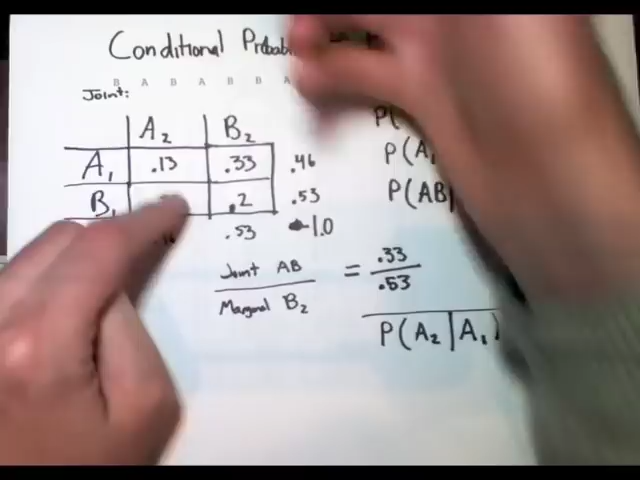 Conditional
B A B A B B A
Joint:
A₂ B₂
A₁ .13 .33 .46
B₁ .2 .53
.53 1.0
Joint AB
Marginal B₂
= .33
.53
P(A₂|A₁)
P(
P(A
P(AB|